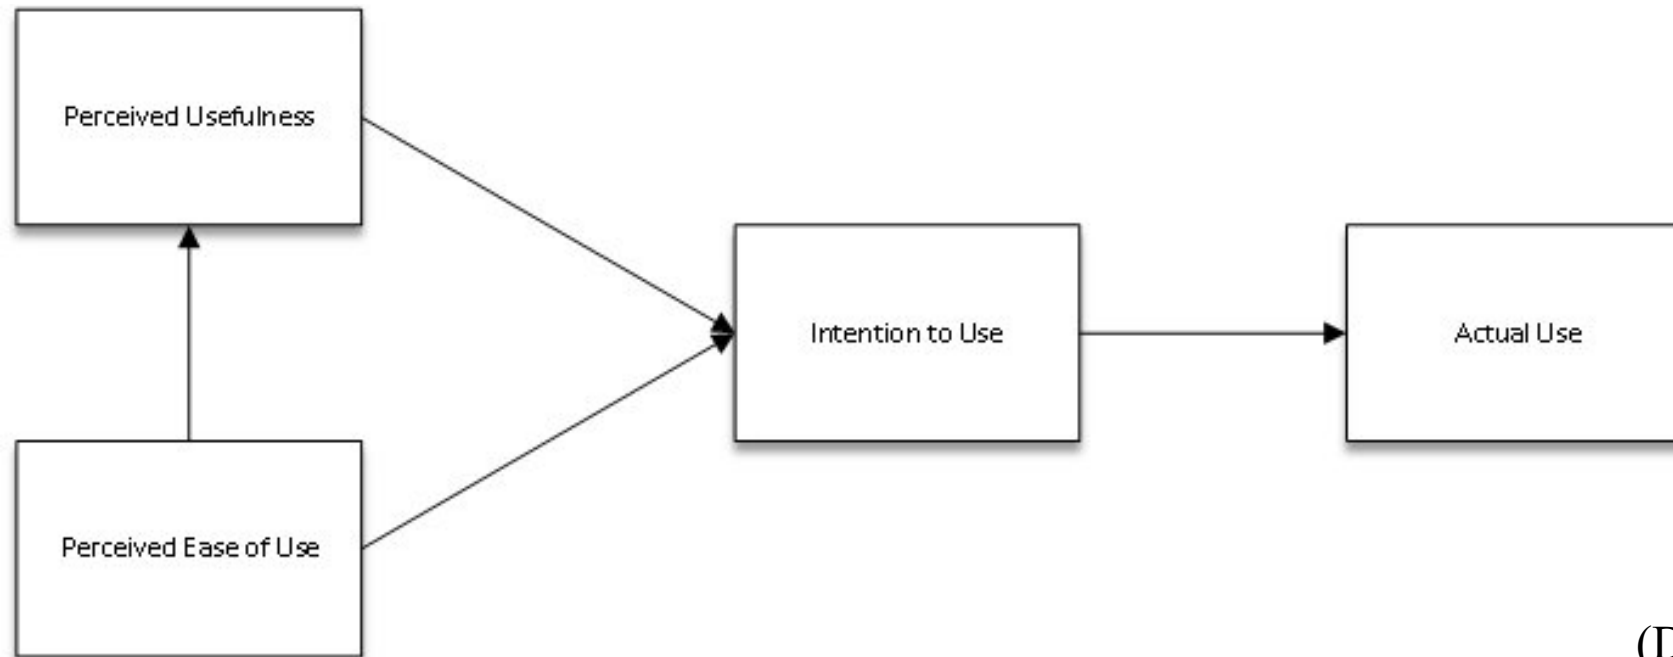 Perceived Usefulness
Intention to Use
Actual Use
Perceived Ease of Use